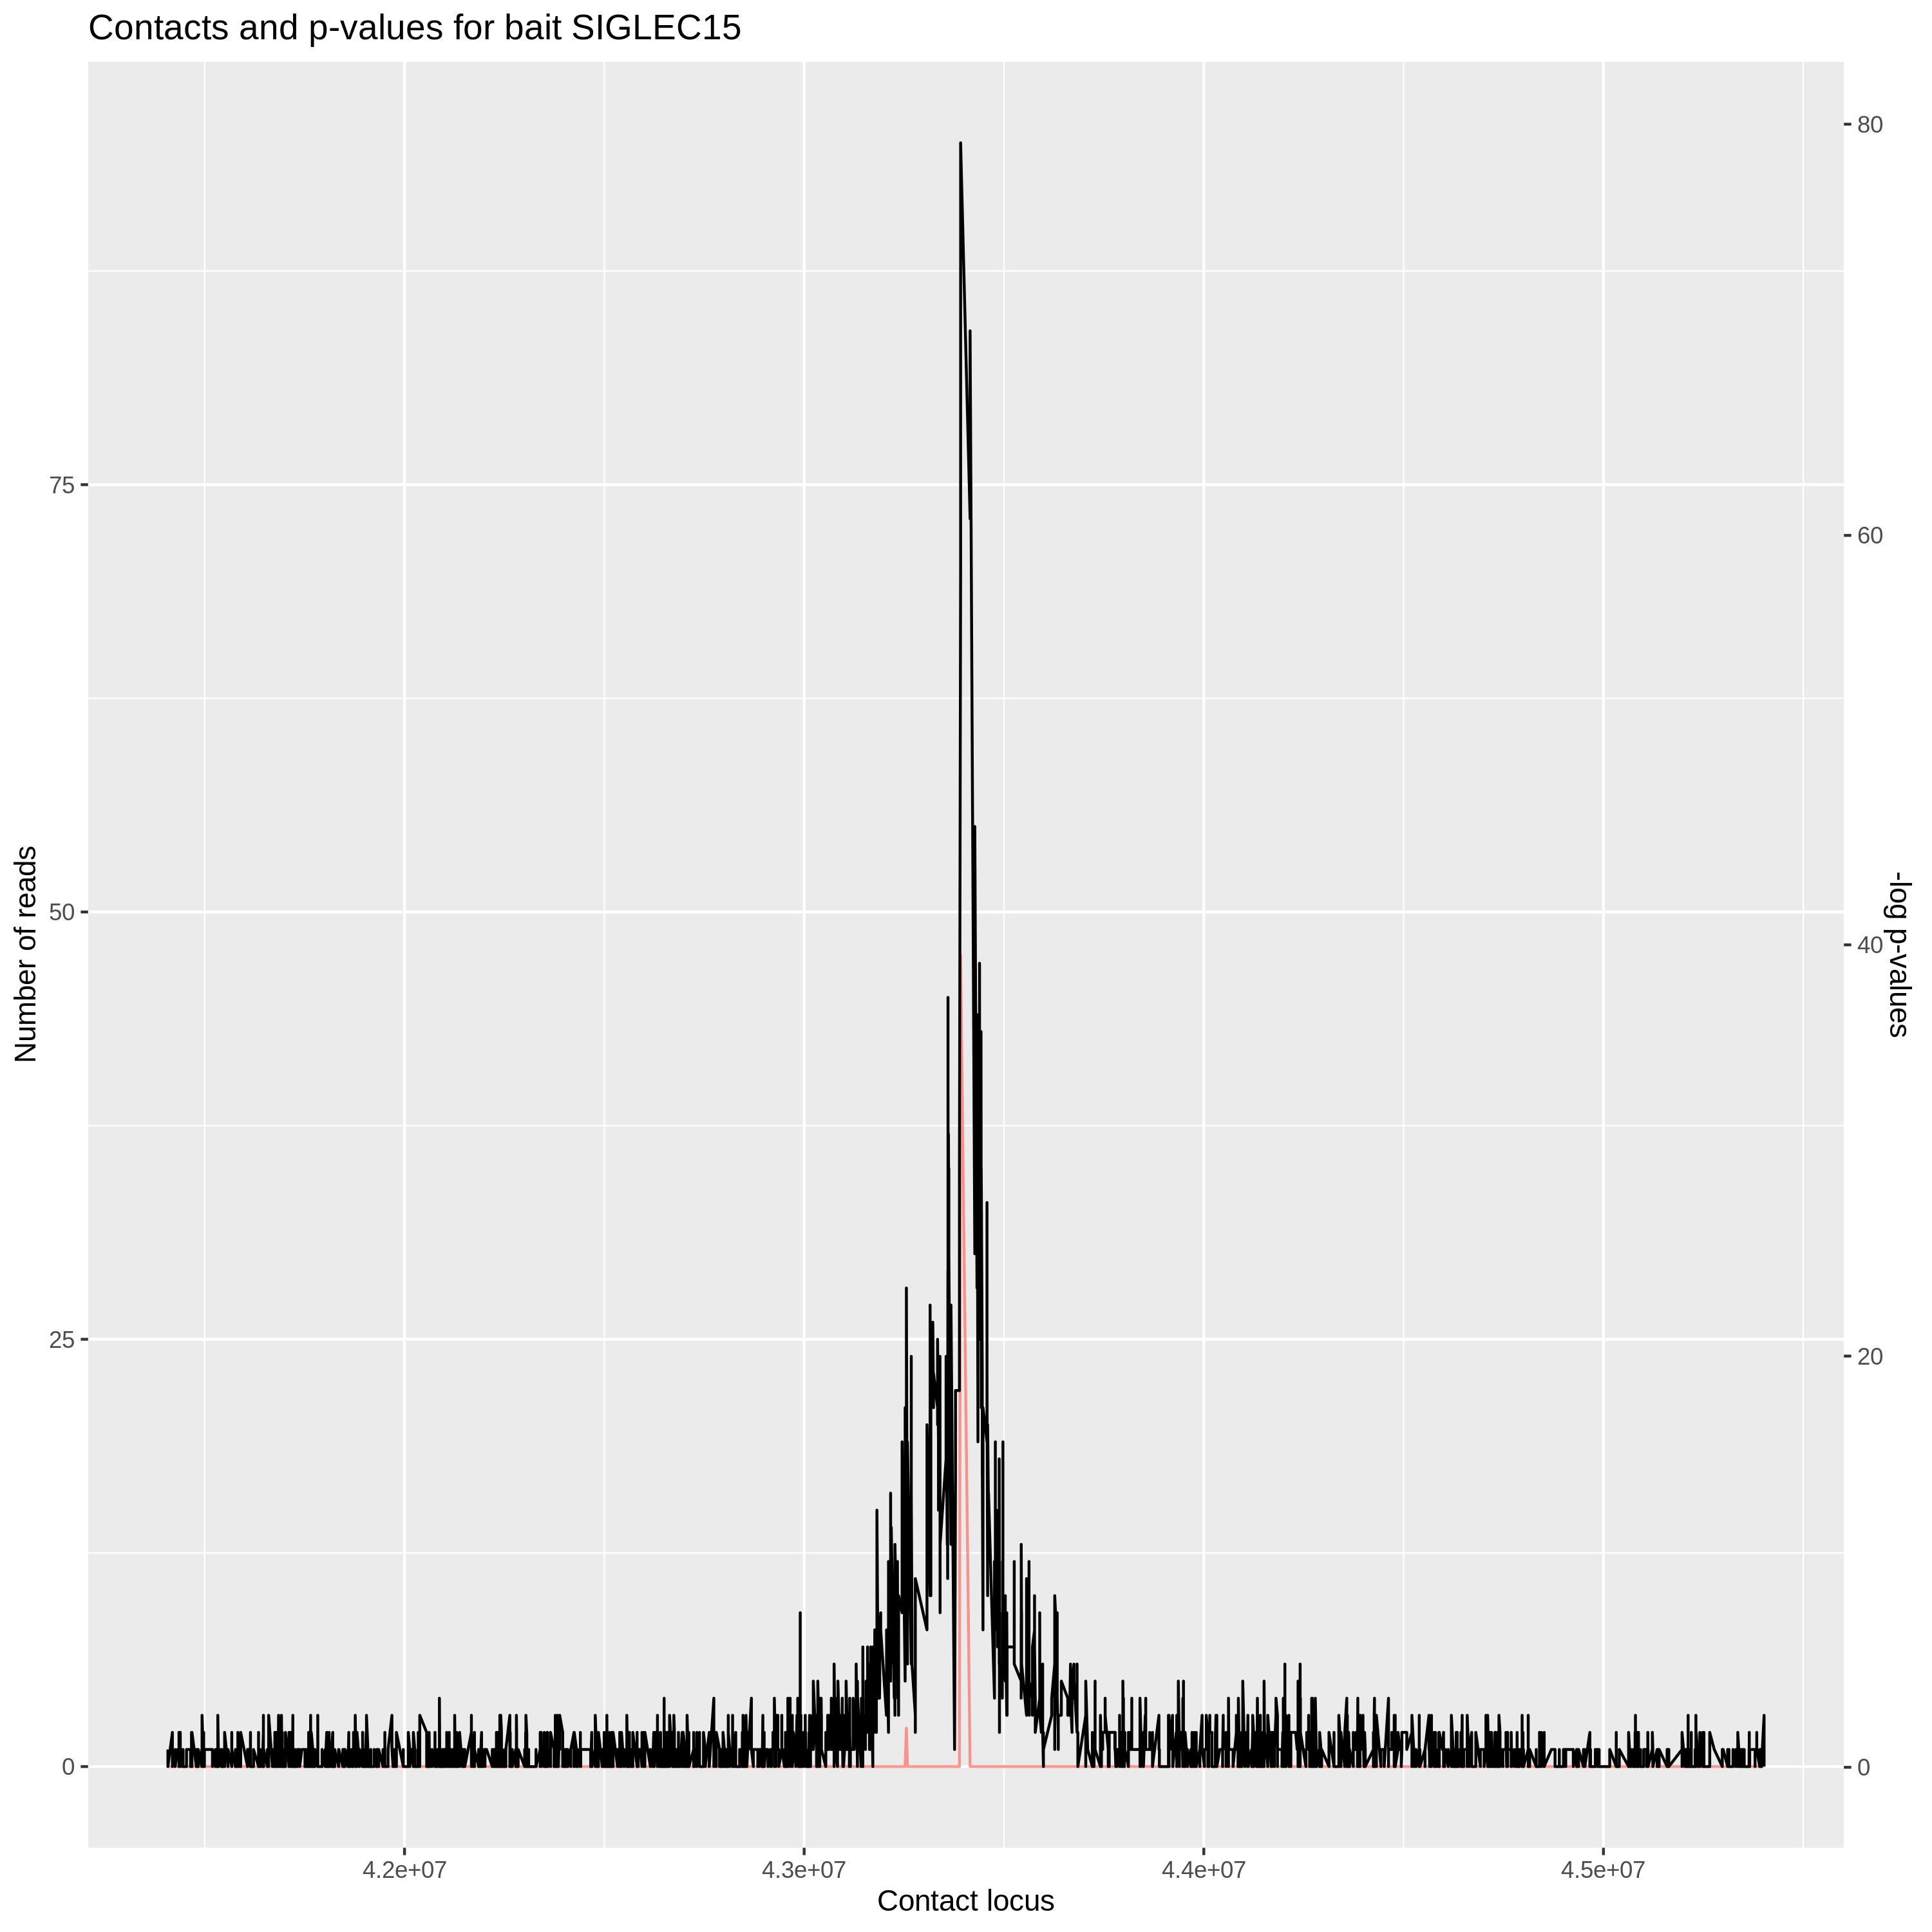 Contacts and p-values for bait SIGLEC15
80
75
60
Number of reads
50
40
-log p-values
25
20
0
0
4.2e+07
4.3e+07
4.4e+07
4.5e+07
Contact locus